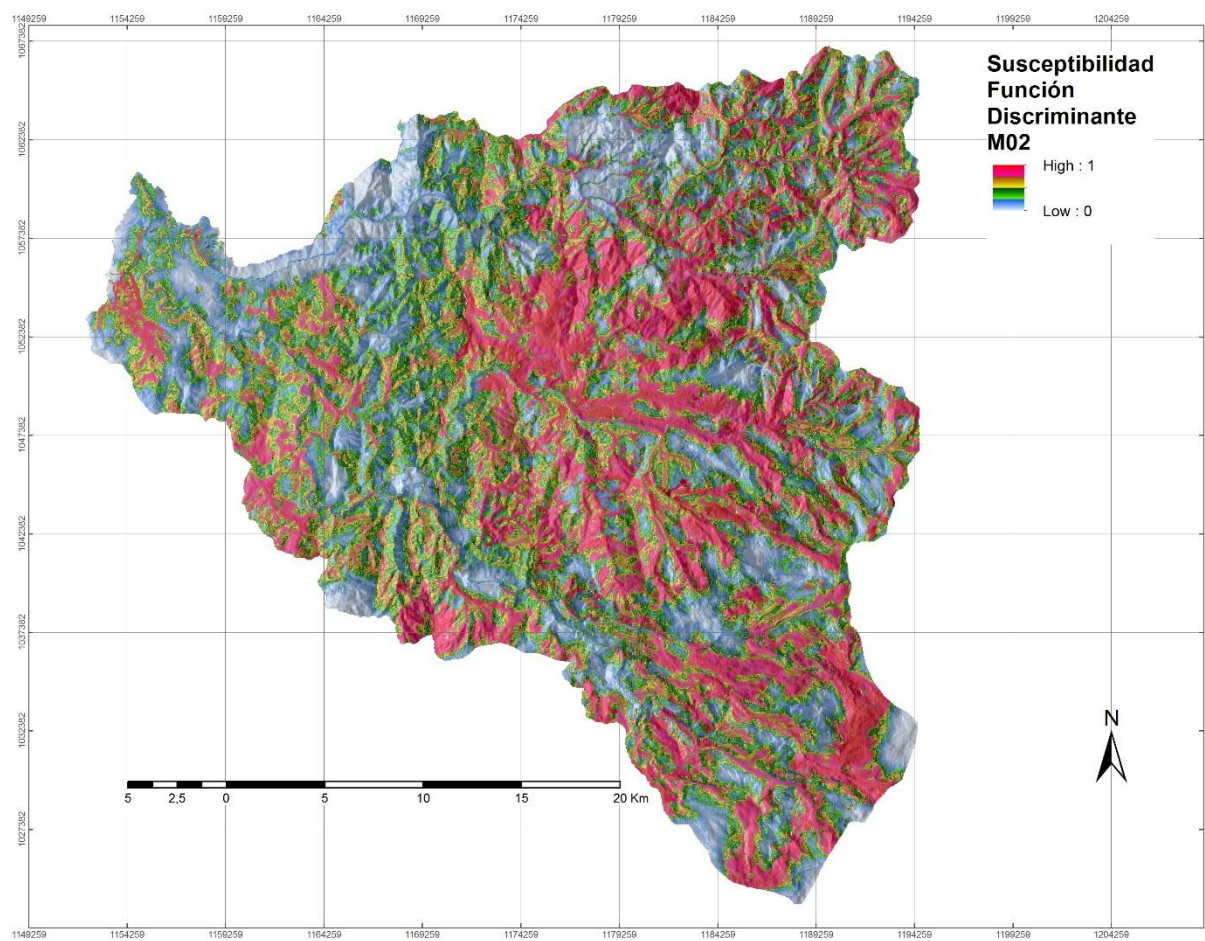 1149259 1154259 1159259 1164259 1169259 1174259 1179259 1184259 1189259 1194259 1199259 1204259
1067382
1062382
1057382
1052382
1047382
1042382
1037382
1032382
1027382
Susceptibilidad
Función
Discriminante
M02
High : 1
Low : 0
N
5 2,5 0 5 10 15 20 Km
1149259 1154259 1159259 1164259 1169259 1174259 1179259 1184259 1189259 1194259 1199259 1204259